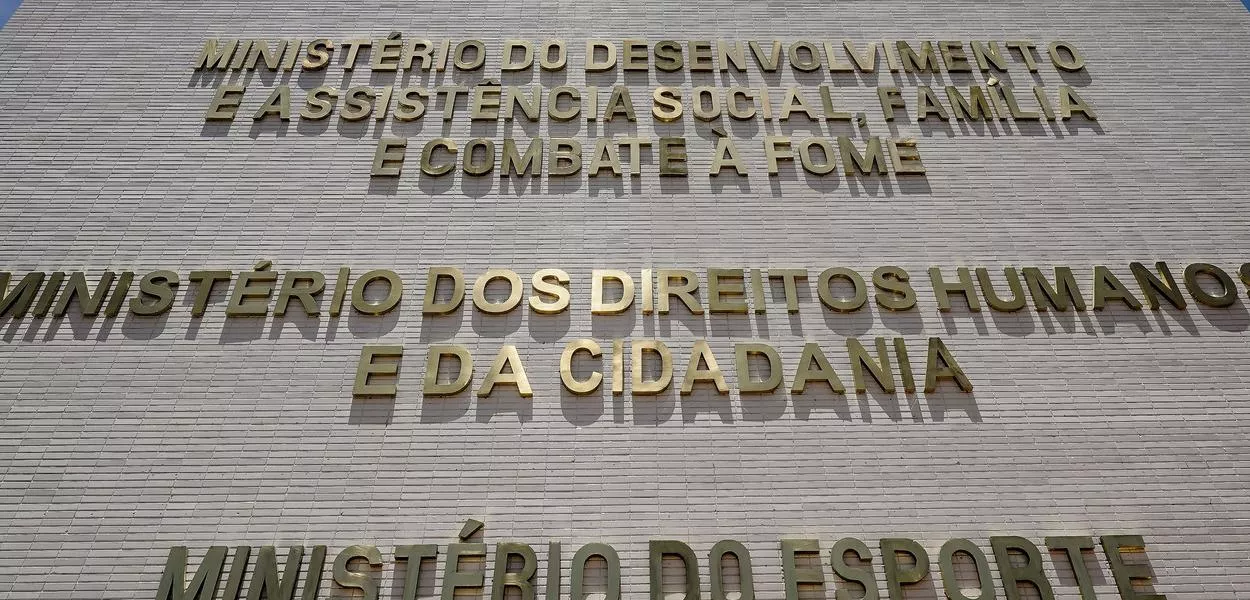 MINISTÉRIO DO DESENVOLVIMENTO
E ASSISTÊNCIA SOCIAL, FAMÍLIA
E COMBATE À FOME
MINISTÉRIO DOS DIREITOS HUMANOS
E DA CIDADANIA
MINISTÉRIO DO ESPORTE